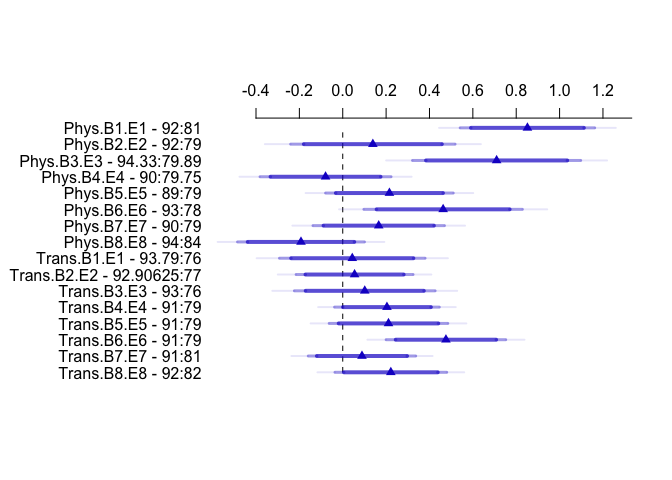 -0.4 -0.2 0.0 0.2 0.4 0.6 0.8 1.0 1.2
Phys.B1.E1 - 92:81
Phys.B2.E2 - 92:79
Phys.B3.E3 - 94.33:79.89
Phys.B4.E4 - 90:79.75
Phys.B5.E5 - 89:79
Phys.B6.E6 - 93:78
Phys.B7.E7 - 90:79
Phys.B8.E8 - 94:84
Trans.B1.E1 - 93.79:76
Trans.B2.E2 - 92.90625:77
Trans.B3.E3 - 93:76
Trans.B4.E4 - 91:79
Trans.B5.E5 - 91:79
Trans.B6.E6 - 91:79
Trans.B7.E7 - 91:81
Trans.B8.E8 - 92:82